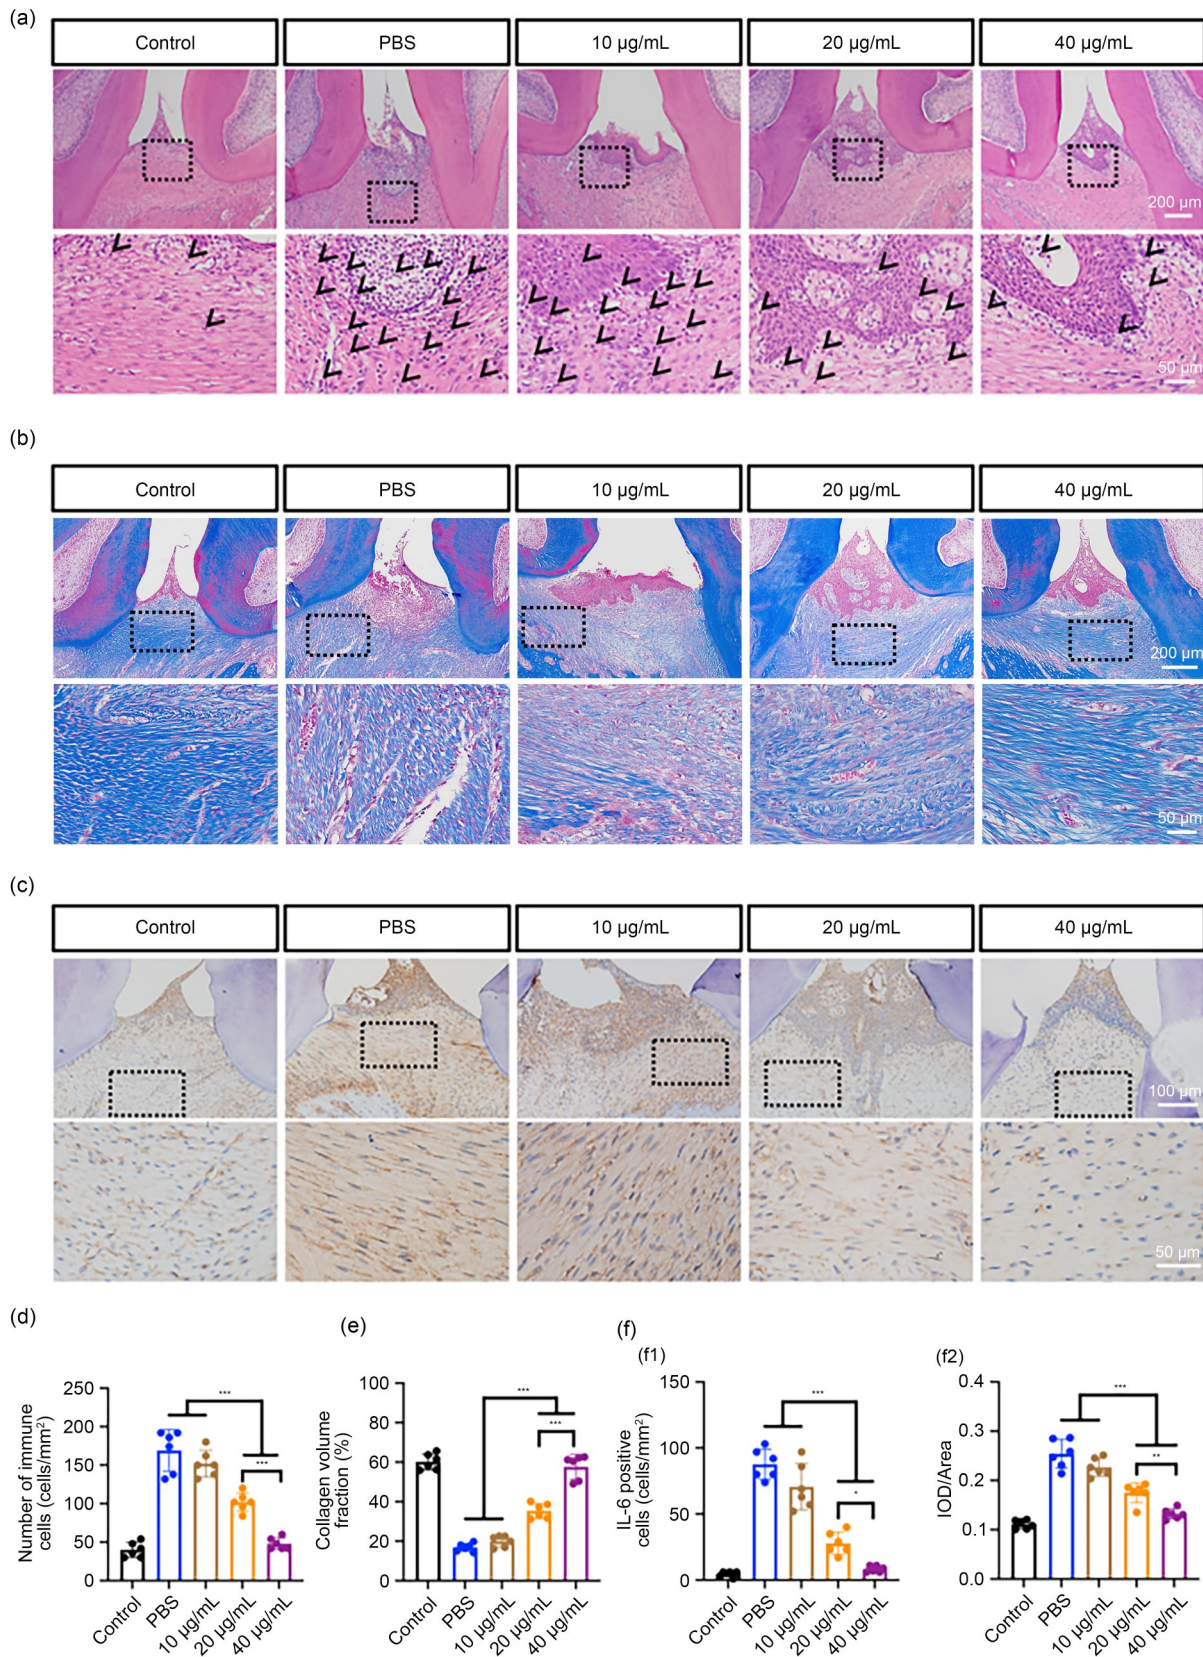 (a)
Control PBS 10 µg/mL 20 µg/mL 40 µg/mL
200 µm
50 µm
(b)
Control PBS 10 µg/mL 20 µg/mL 40 µg/mL
200 µm
50 µm
(c)
Control PBS 10 µg/mL 20 µg/mL 40 µg/mL
100 µm
50 µm
(d)
Number of immune
cells (cells/mm²)
250
200
150
100
50
0
***
***
Control PBS 10 µg/mL 20 µg/mL 40 µg/mL
(e)
Collagen volume
fraction (%)
100
80
60
40
20
0
***
***
Control PBS 10 µg/mL 20 µg/mL 40 µg/mL
(f)
(f1)
IL-6 positive
cells (cells/mm²)
150
100
50
0
***
*
Control PBS 10 µg/mL 20 µg/mL 40 µg/mL
(f2)
IOD/Area
0.4
0.3
0.2
0.1
0.0
***
**
Control PBS 10 µg/mL 20 µg/mL 40 µg/mL